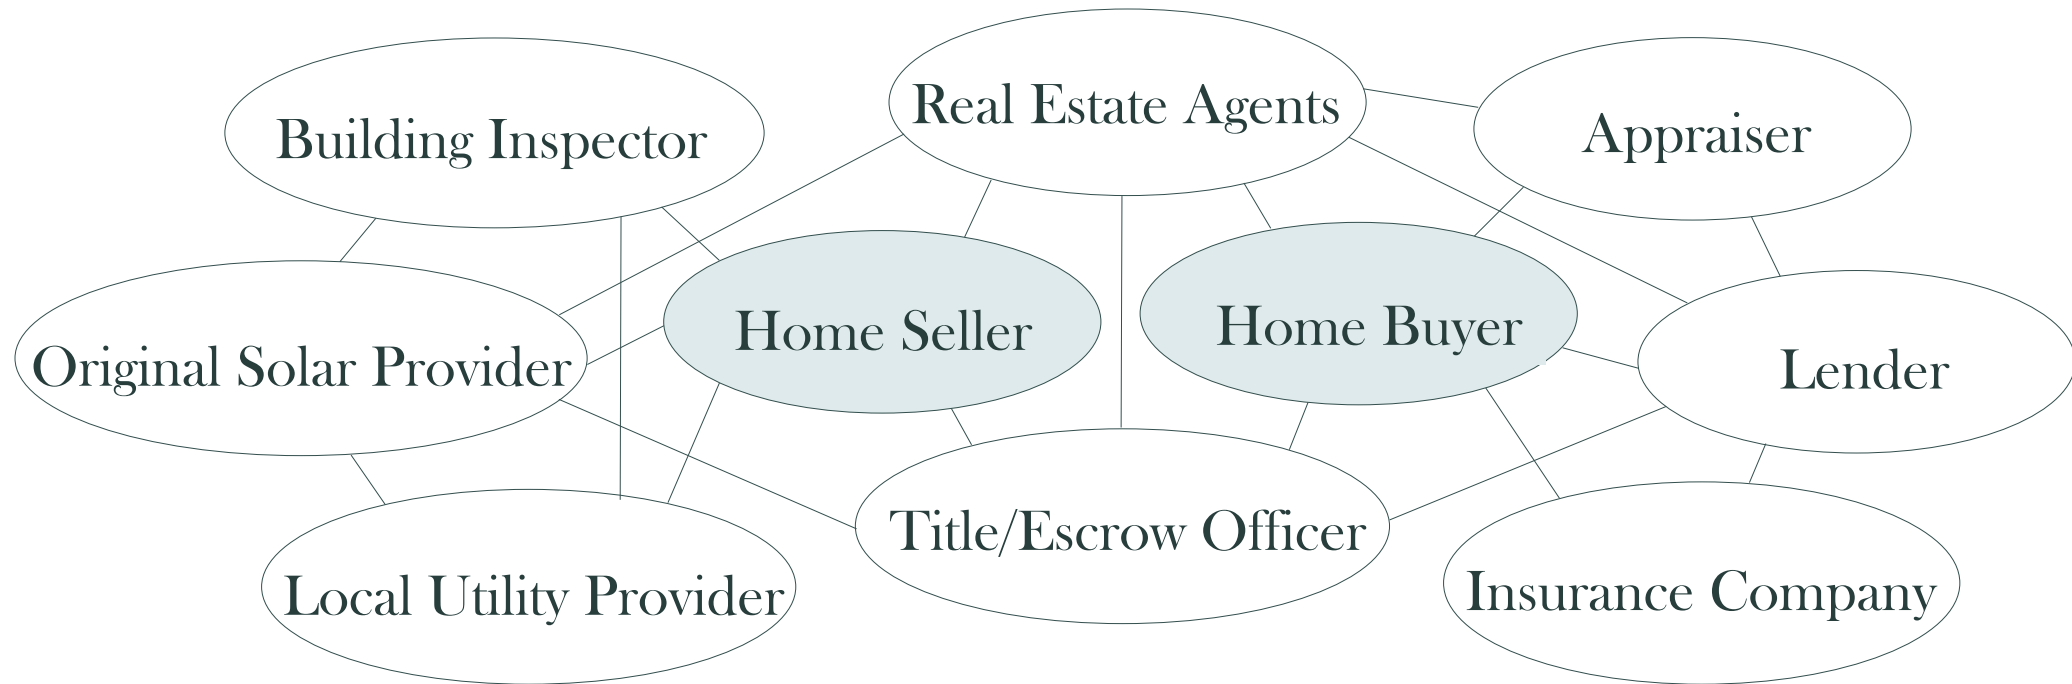 Real Estate Agents
Building Inspector
Appraiser
Home Seller
Home Buyer
Original Solar Provider
Lender
Title/Escrow Officer
Local Utility Provider
Insurance Company